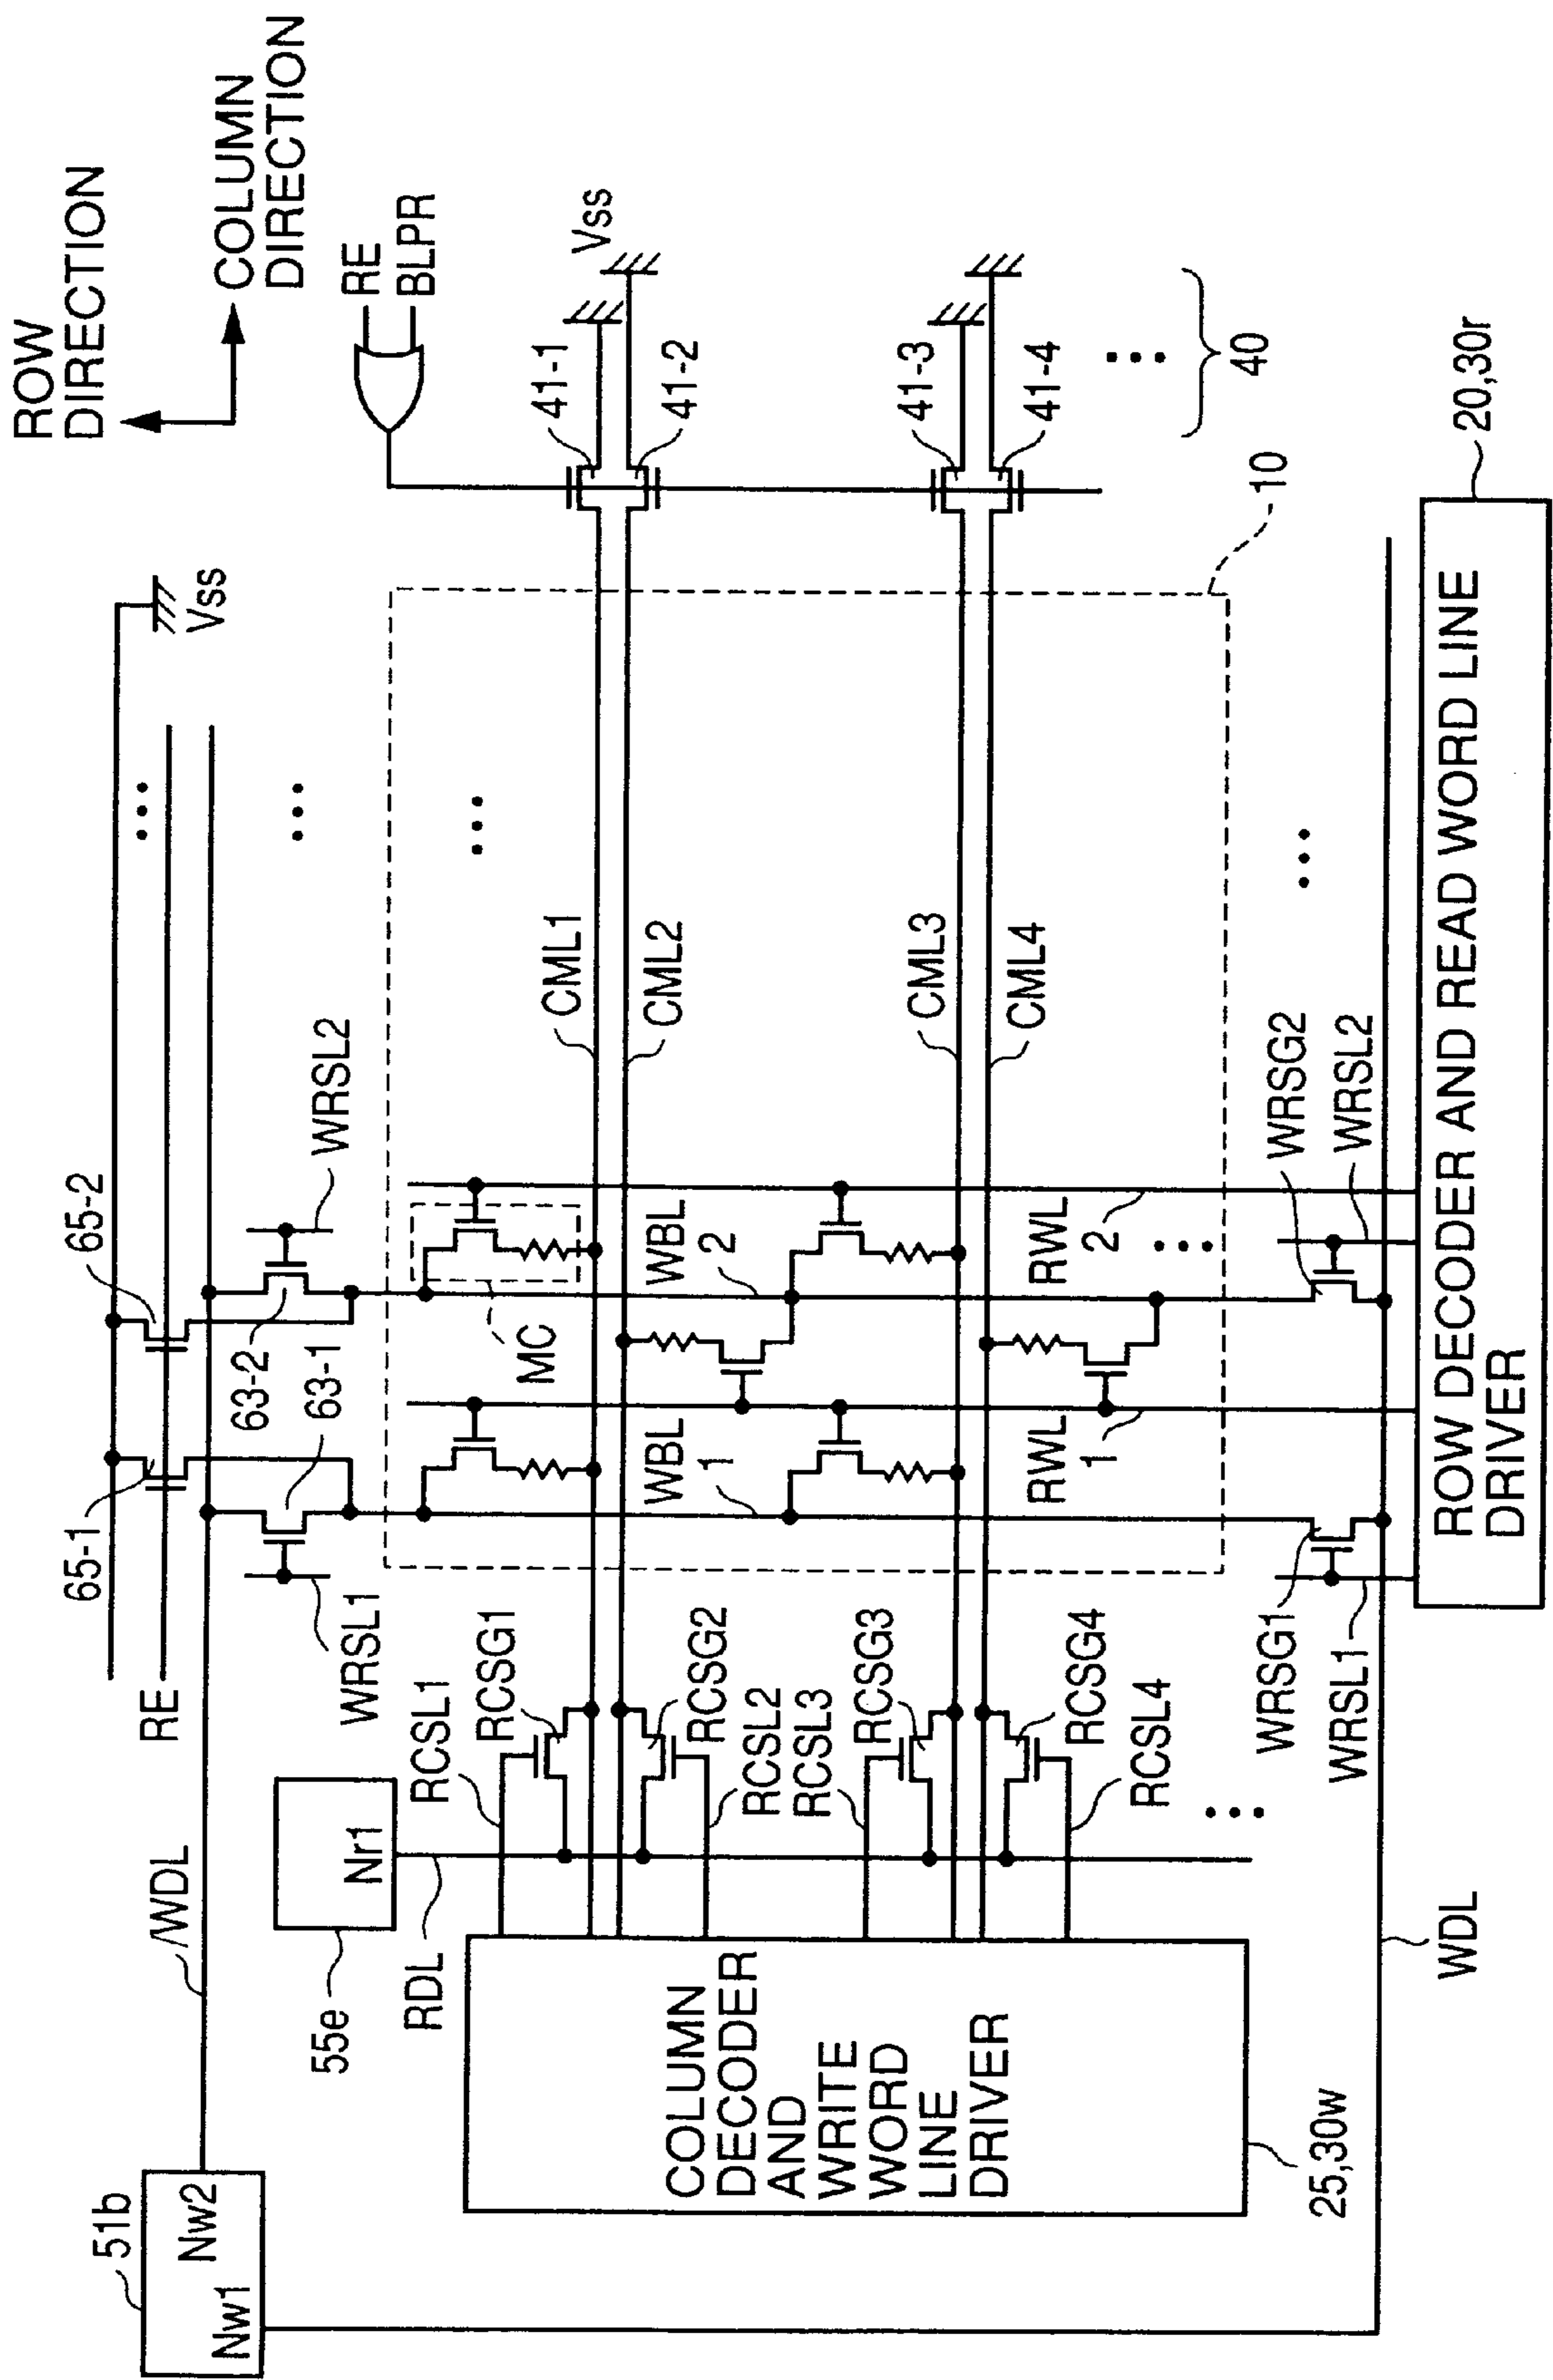 ROW
DIRECTION
COLUMN
DIRECTION
RE
BLPR
Vss
41-1
41-2
41-3
41-4
40
10
20,30r
Vss
CML1
CML2
CML3
CML4
WRSL2
65-2
63-2
63-1
65-1
WRSL1
RE
MC
WBL
2
WBL
1
RWL
2
RWL
1
WRSG2
WRSL2
WRSG1
WRSL1
ROW DECODER AND READ WORD LINE
DRIVER
RCSL1
RCSG1
RCSG2
RCSL2
RCSL3
RCSG3
RCSG4
RCSL4
Nr1
55e
RDL
/WDL
WDL
COLUMN
DECODER
AND
WRITE
WORD
LINE
DRIVER
25,30w
51b
Nw2
Nw1